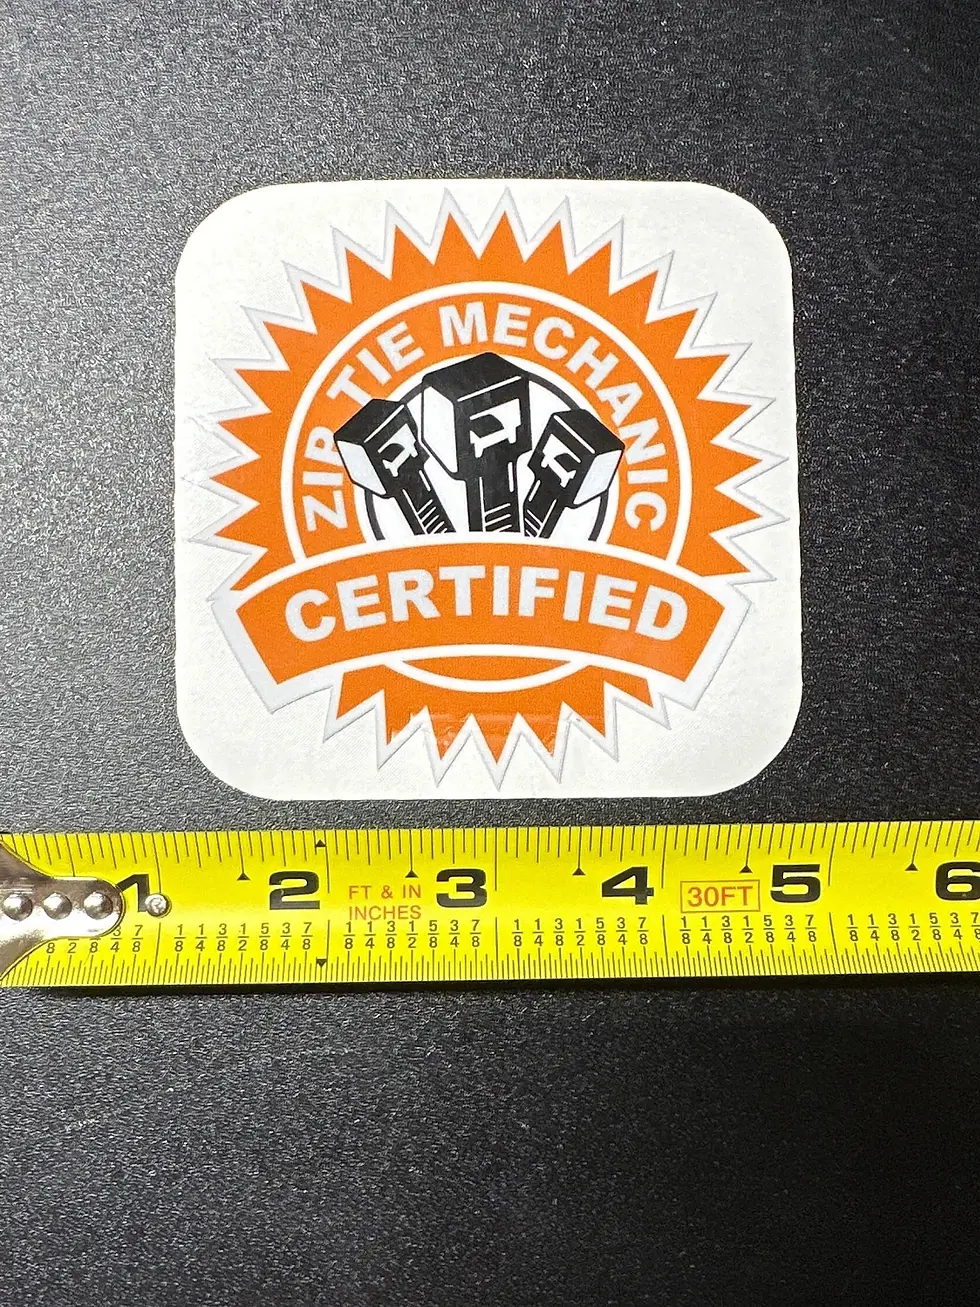 ZIP TIE MECHANIC
CERTIFIED
1 2 FT & IN 3 4 30FT 5 6
INCHES